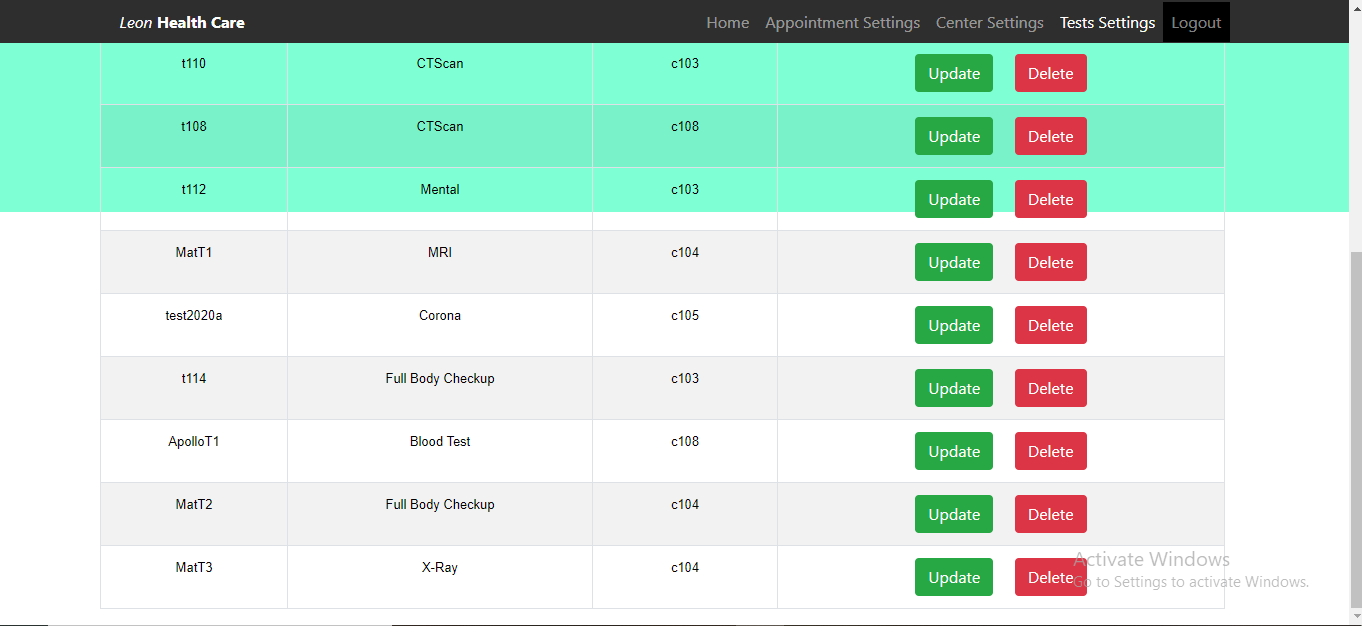 Leon Health Care Home Appointment Settings Center Settings Tests Settings Logout
t110 CTScan c103 Update Delete
t108 CTScan c108 Update Delete
t112 Mental c103 Update Delete
MatT1 MRI c104 Update Delete
test2020a Corona c105 Update Delete
t114 Full Body Checkup c103 Update Delete
ApolloT1 Blood Test c108 Update Delete
MatT2 Full Body Checkup c104 Update Delete
MatT3 X-Ray c104 Update Delete
Activate Windows
Go to Settings to activate Windows.